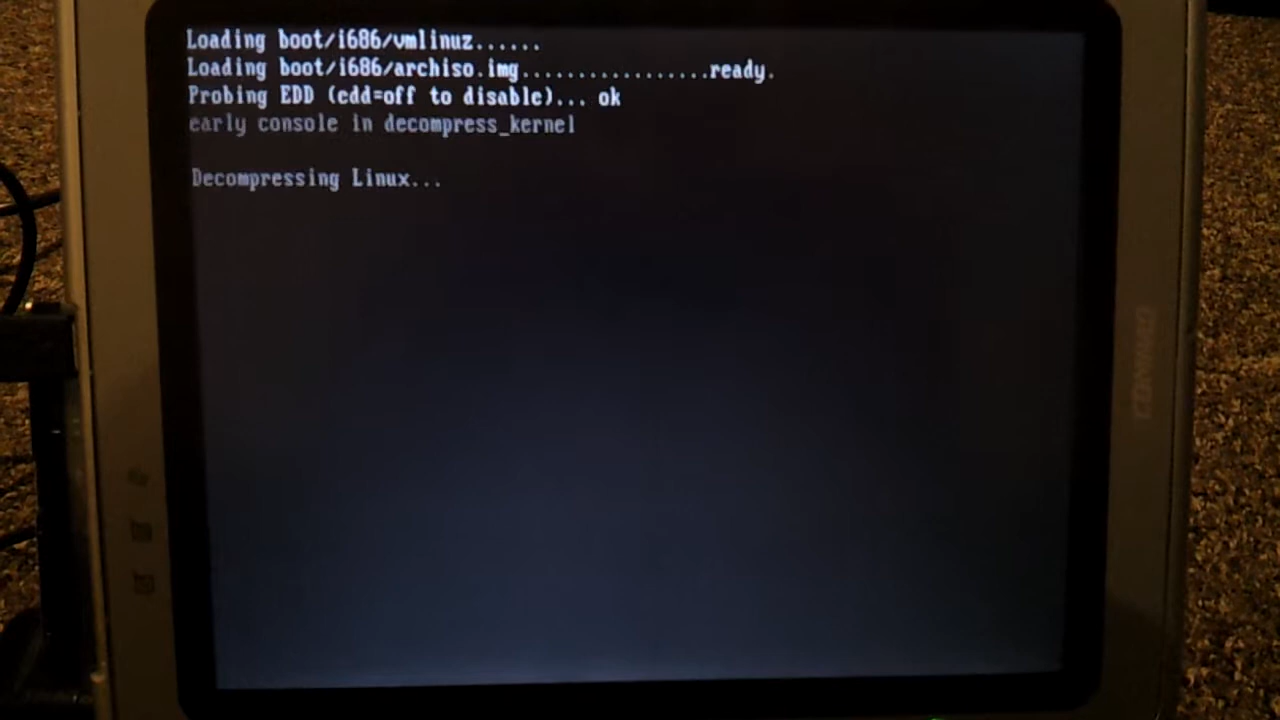 Loading boot/i686/vmlinuz......
Loading boot/i686/archiso.img.................ready.
Probing EDD (edd=off to disable)... ok
early console in decompress_kernel
Decompressing Linux...
COMPAQ